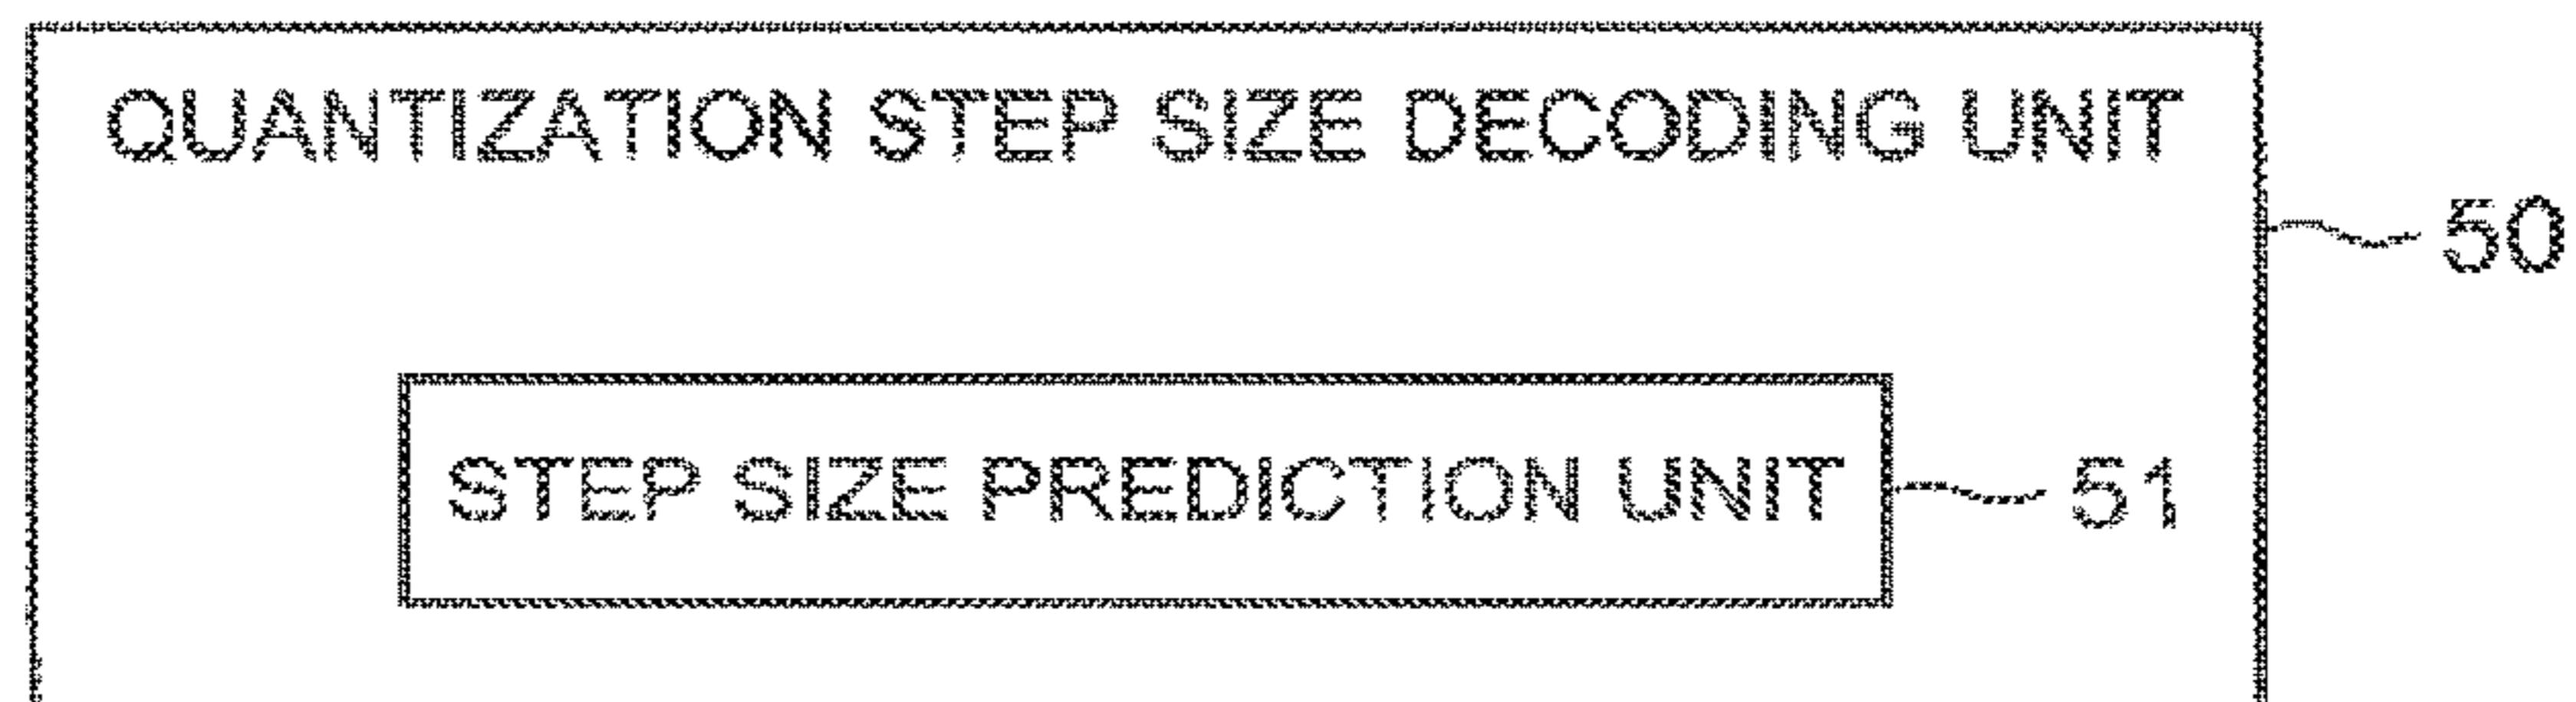 QUANTIZATION STEP SIZE DECODING UNIT
50
STEP SIZE PREDICTION UNIT
51